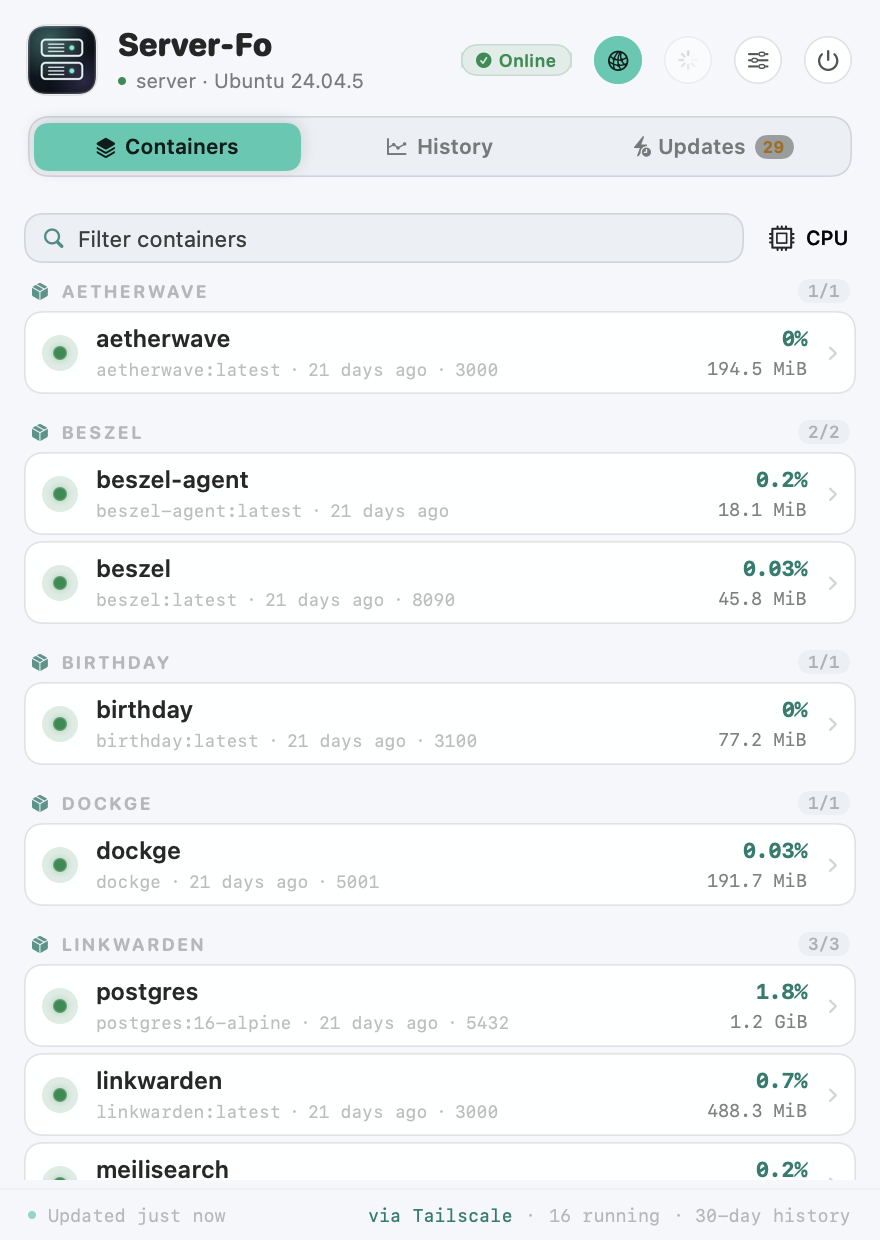 Server-Fo
server · Ubuntu 24.04.5
Online
Containers
History
Updates 29
Filter containers
CPU
AETHERWAVE 1/1
aetherwave 0%
aetherwave:latest · 21 days ago · 3000 194.5 MiB
BESZEL 2/2
beszel-agent 0.2%
beszel-agent:latest · 21 days ago 18.1 MiB
beszel 0.03%
beszel:latest · 21 days ago · 8090 45.8 MiB
BIRTHDAY 1/1
birthday 0%
birthday:latest · 21 days ago · 3100 77.2 MiB
DOCKGE 1/1
dockge 0.03%
dockge · 21 days ago · 5001 191.7 MiB
LINKWARDEN 3/3
postgres 1.8%
postgres:16-alpine · 21 days ago · 5432 1.2 GiB
linkwarden 0.7%
linkwarden:latest · 21 days ago · 3000 488.3 MiB
meilisearch 0.2%
Updated just now via Tailscale · 16 running · 30-day history